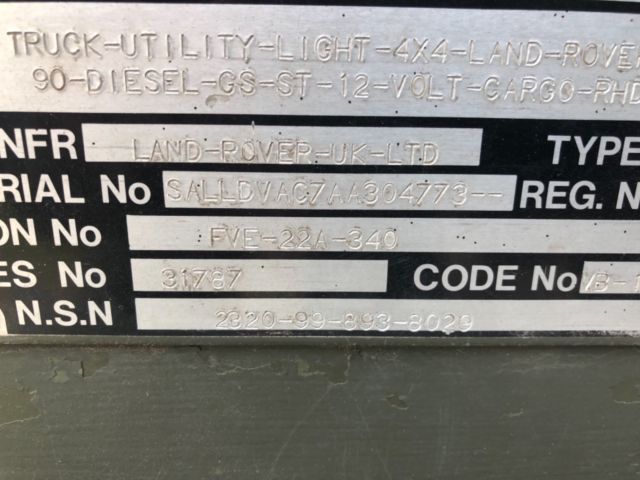 TRUCK-UTILITY-LIGHT-4X4-LAND-ROVER
90-DIESEL-GS-ST-12-VOLT-CARGO-RHD
NFR LAND-ROVER-UK-LTD TYPE
RIAL No SALLDVAC7AA304773-- REG. N
ON No FVE-22A-340
ES No 31787 CODE No VB-1
N.S.N 2320-99-893-8029